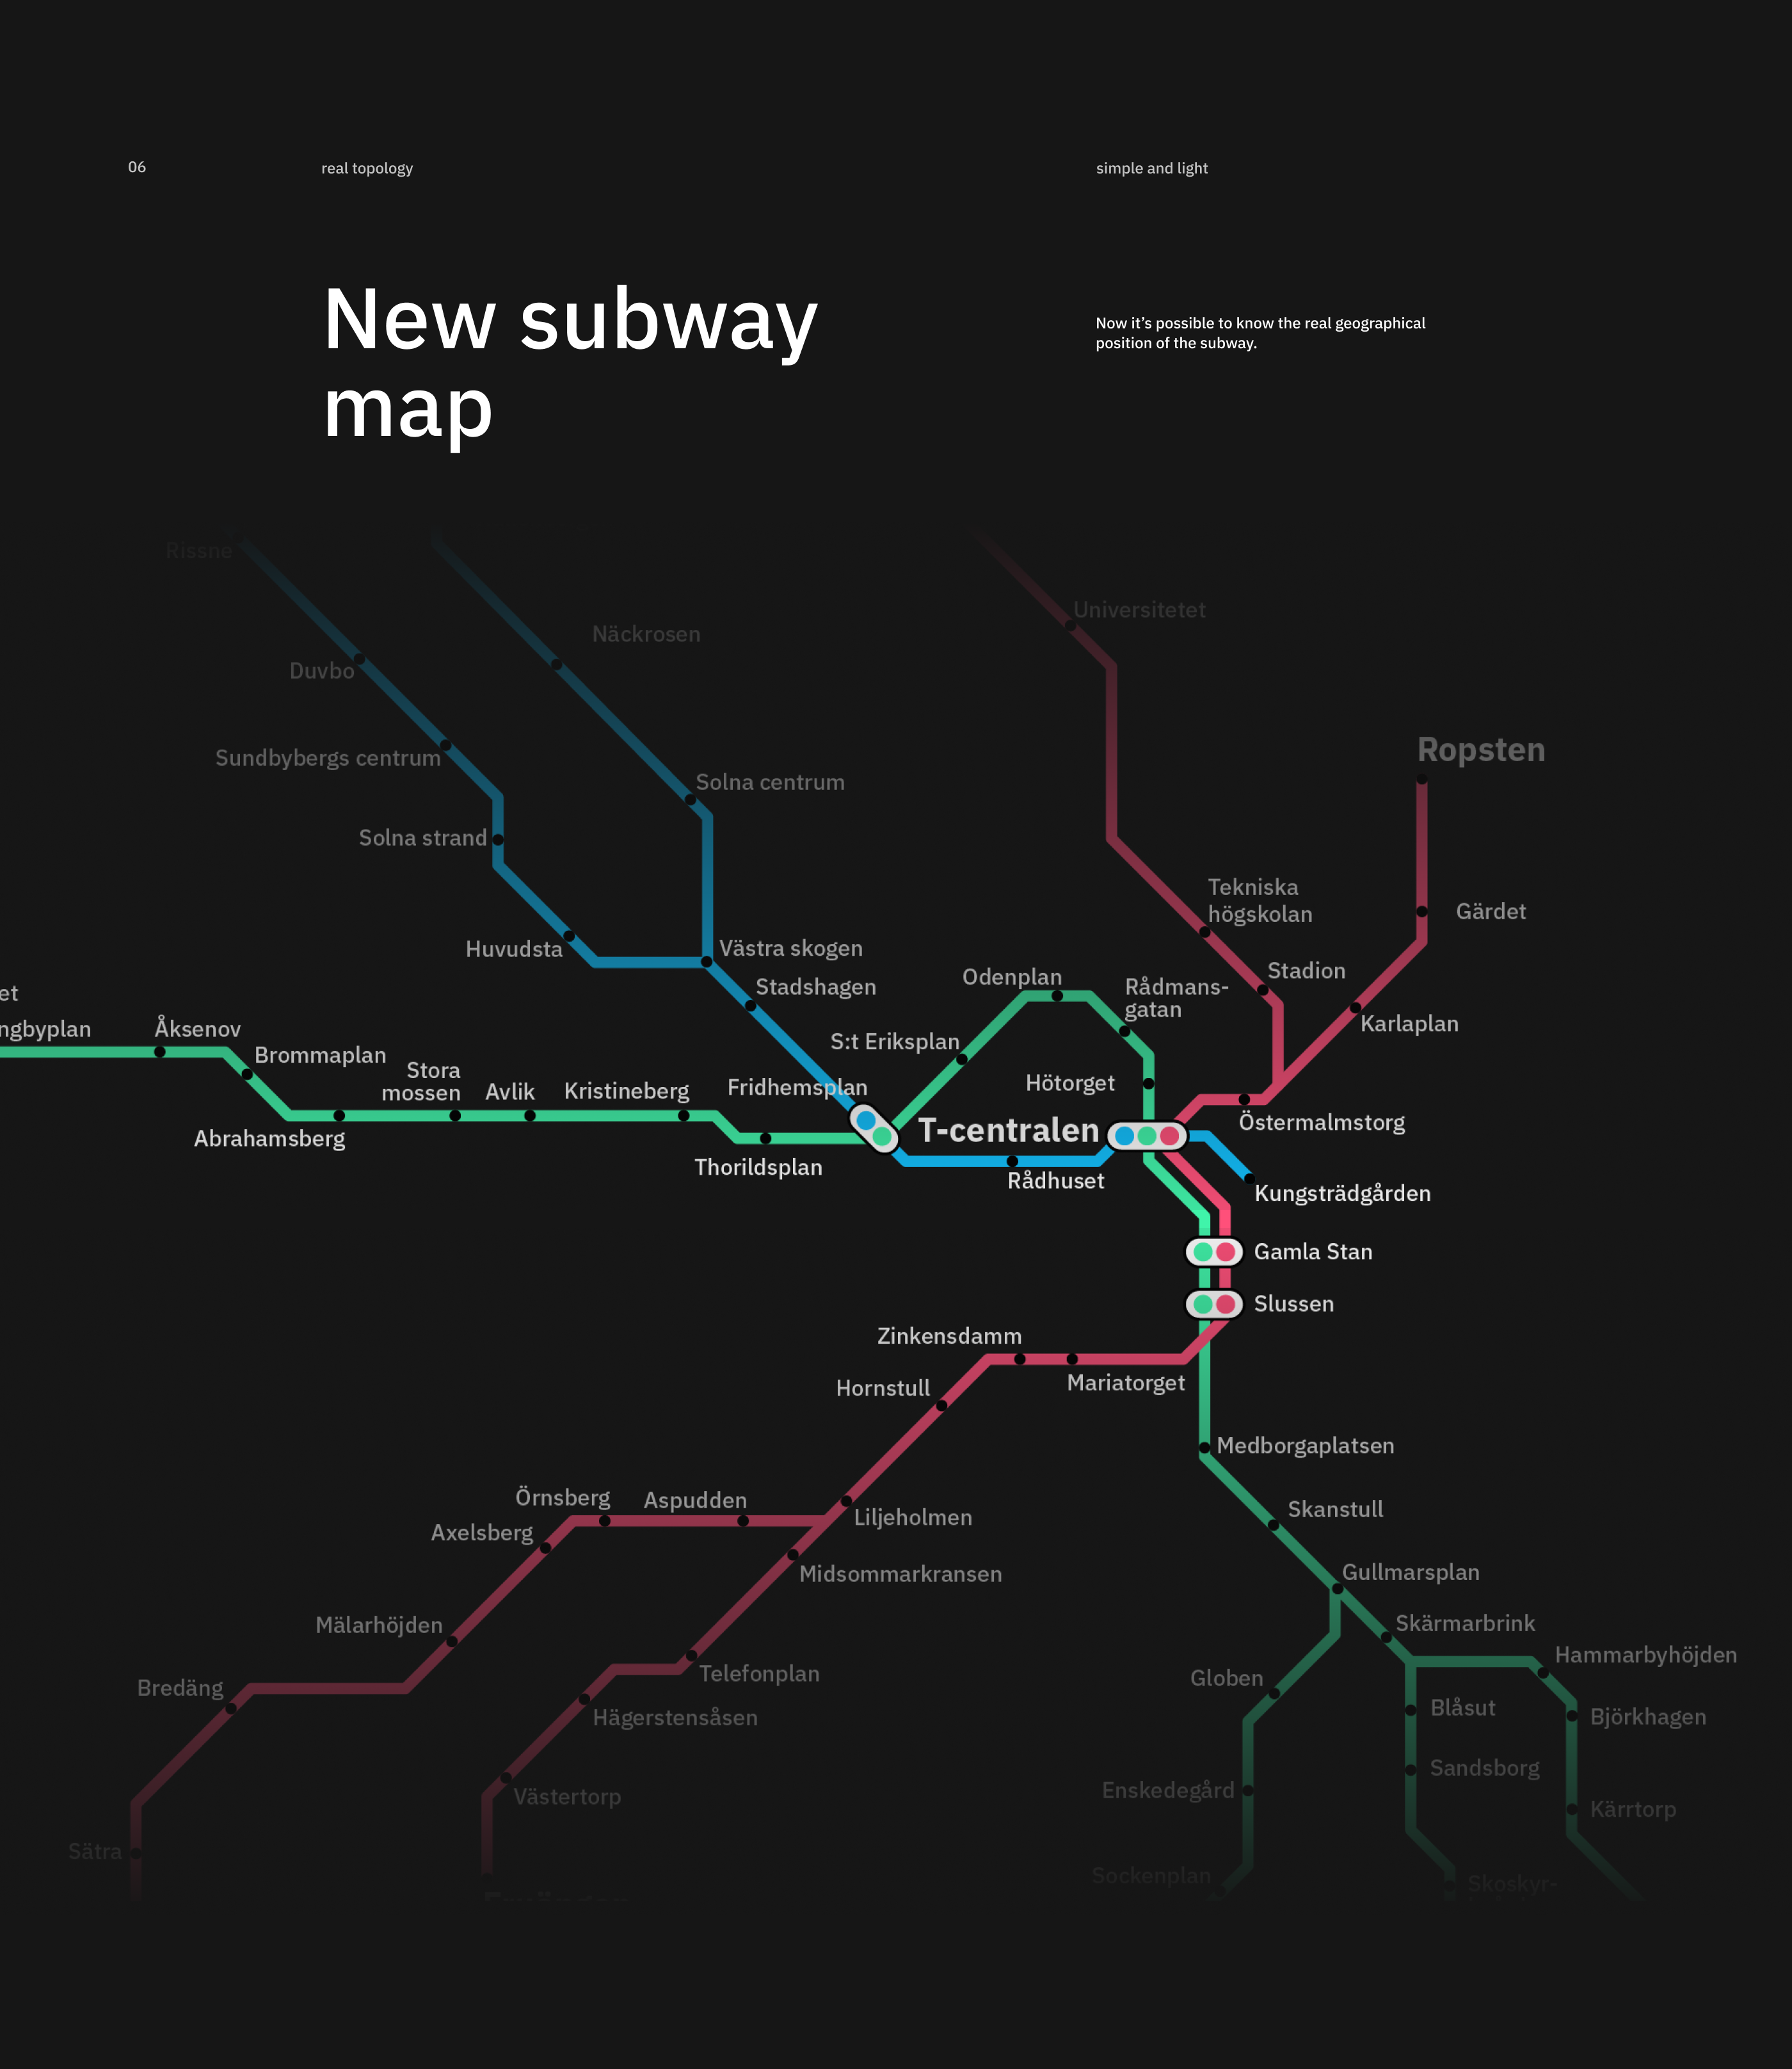 06
real topology
simple and light
New subway
map
Now it's possible to know the real geographical
position of the subway.
Rissne
Universitetet
Näckrosen
Duvbo
Sundbybergs centrum
Ropsten
Solna centrum
Solna strand
Tekniska
högskolan
Gärdet
Huvudsta
Västra skogen
Stadion
Odenplan
Stadshagen
Rådmans-
gatan
et
ngbyplan
Åksenov
Karlaplan
S:t Eriksplan
Brommaplan
Stora
mossen
Avlik
Kristineberg
Fridhemsplan
Hötorget
Östermalmstorg
T-centralen
Abrahamsberg
Thorildsplan
Rådhuset
Kungsträdgården
Gamla Stan
Slussen
Zinkensdamm
Mariatorget
Hornstull
Medborgaplatsen
Örnsberg
Aspudden
Skanstull
Liljeholmen
Axelsberg
Midsommarkransen
Gullmarsplan
Mälarhöjden
Skärmarbrink
Hammarbyhöjden
Telefonplan
Globen
Bredäng
Blåsut
Björkhagen
Hägerstensåsen
Sandsborg
Enskedegård
Västertorp
Kärrtorp
Sätra
Sockenplan
Skoskyr-